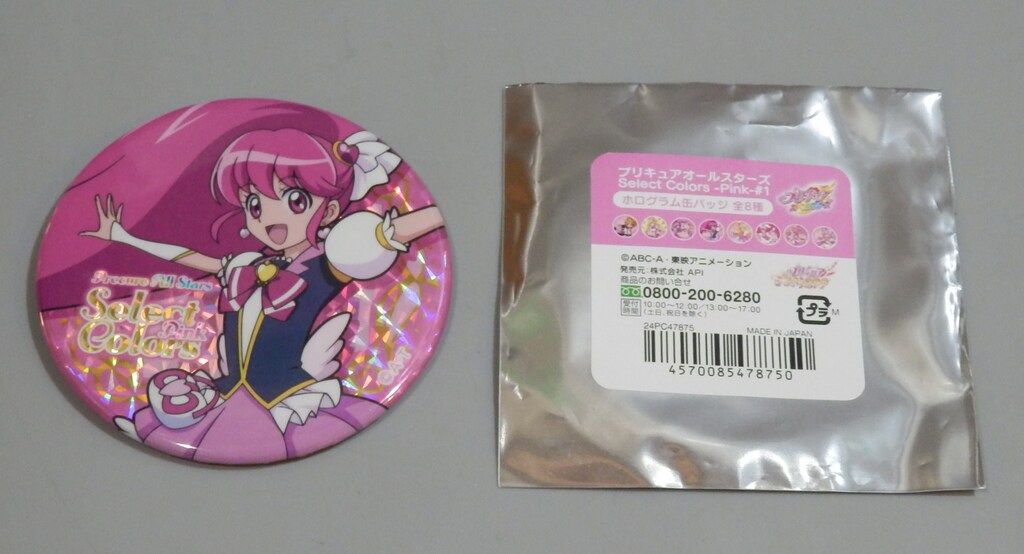 Precure All Stars
Select
Pink
Colors
©A-T
プリキュアオールスターズ
Select Colors -Pink-#1
ホログラム缶バッジ 全8種
©ABC-A・東映アニメーション
発売元：株式会社 API
商品のお問い合せ
0800-200-6280
受付時間 10:00～12:00/13:00～17:00
(土日、祝日を除く)
プラ M
24PC47875 MADE IN JAPAN
4570085478750